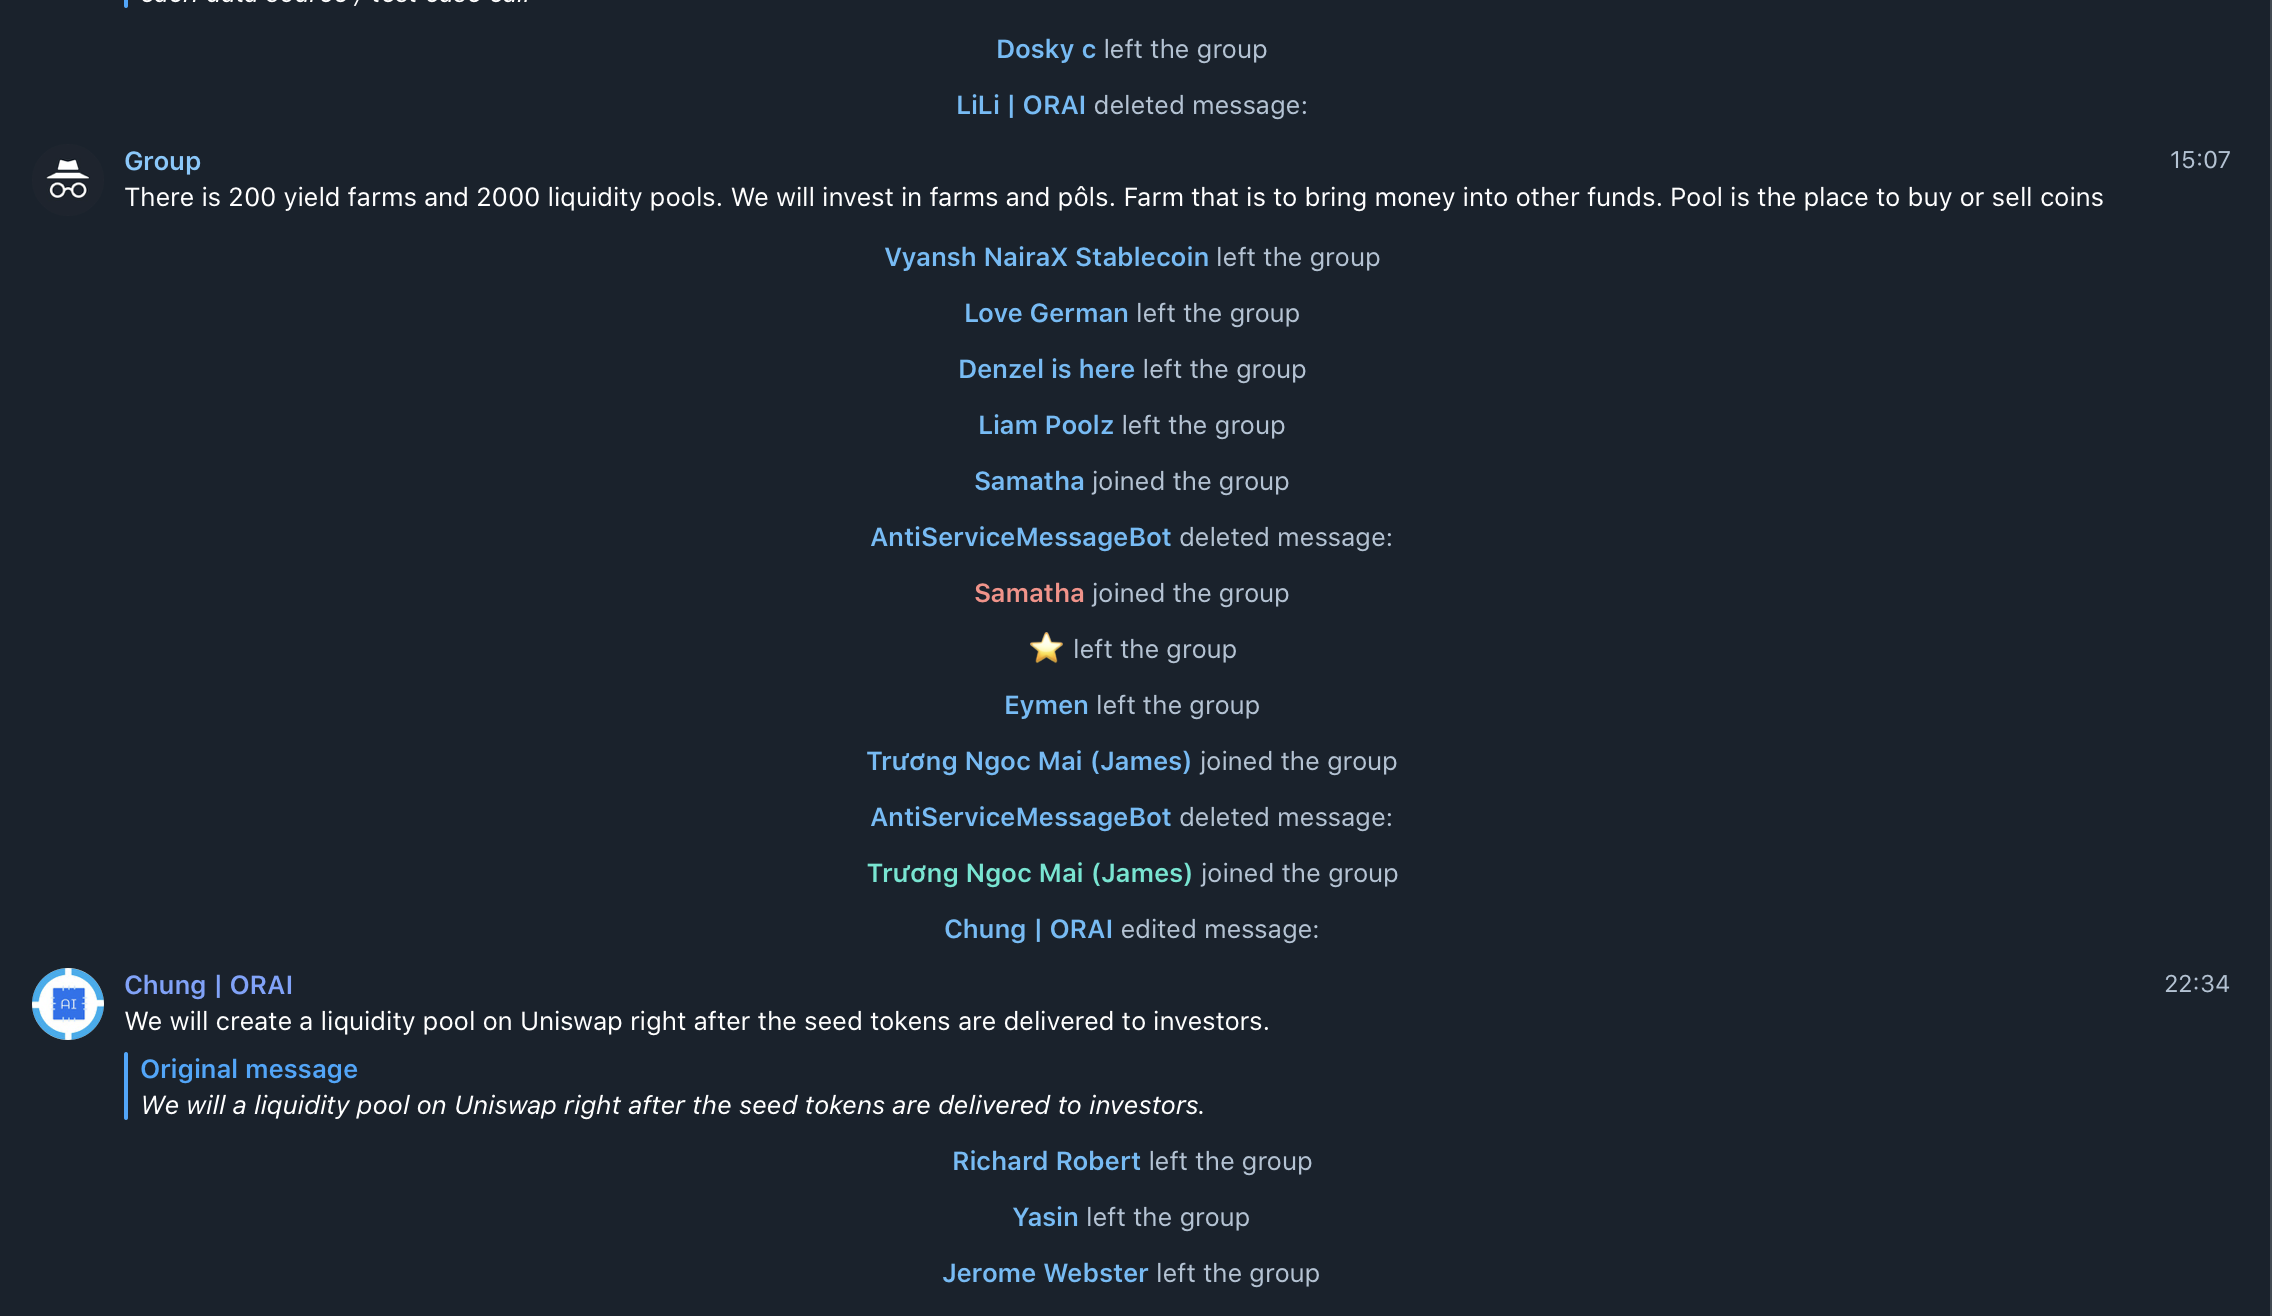 Dosky c left the group
LiLi | ORAI deleted message:
Group 15:07
There is 200 yield farms and 2000 liquidity pools. We will invest in farms and pôls. Farm that is to bring money into other funds. Pool is the place to buy or sell coins
Vyansh NairaX Stablecoin left the group
Love German left the group
Denzel is here left the group
Liam Poolz left the group
Samatha joined the group
AntiServiceMessageBot deleted message:
Samatha joined the group
⭐ left the group
Eymen left the group
Trương Ngoc Mai (James) joined the group
AntiServiceMessageBot deleted message:
Trương Ngoc Mai (James) joined the group
Chung | ORAI edited message:
Chung | ORAI 22:34
AI
We will create a liquidity pool on Uniswap right after the seed tokens are delivered to investors.
Original message
We will a liquidity pool on Uniswap right after the seed tokens are delivered to investors.
Richard Robert left the group
Yasin left the group
Jerome Webster left the group